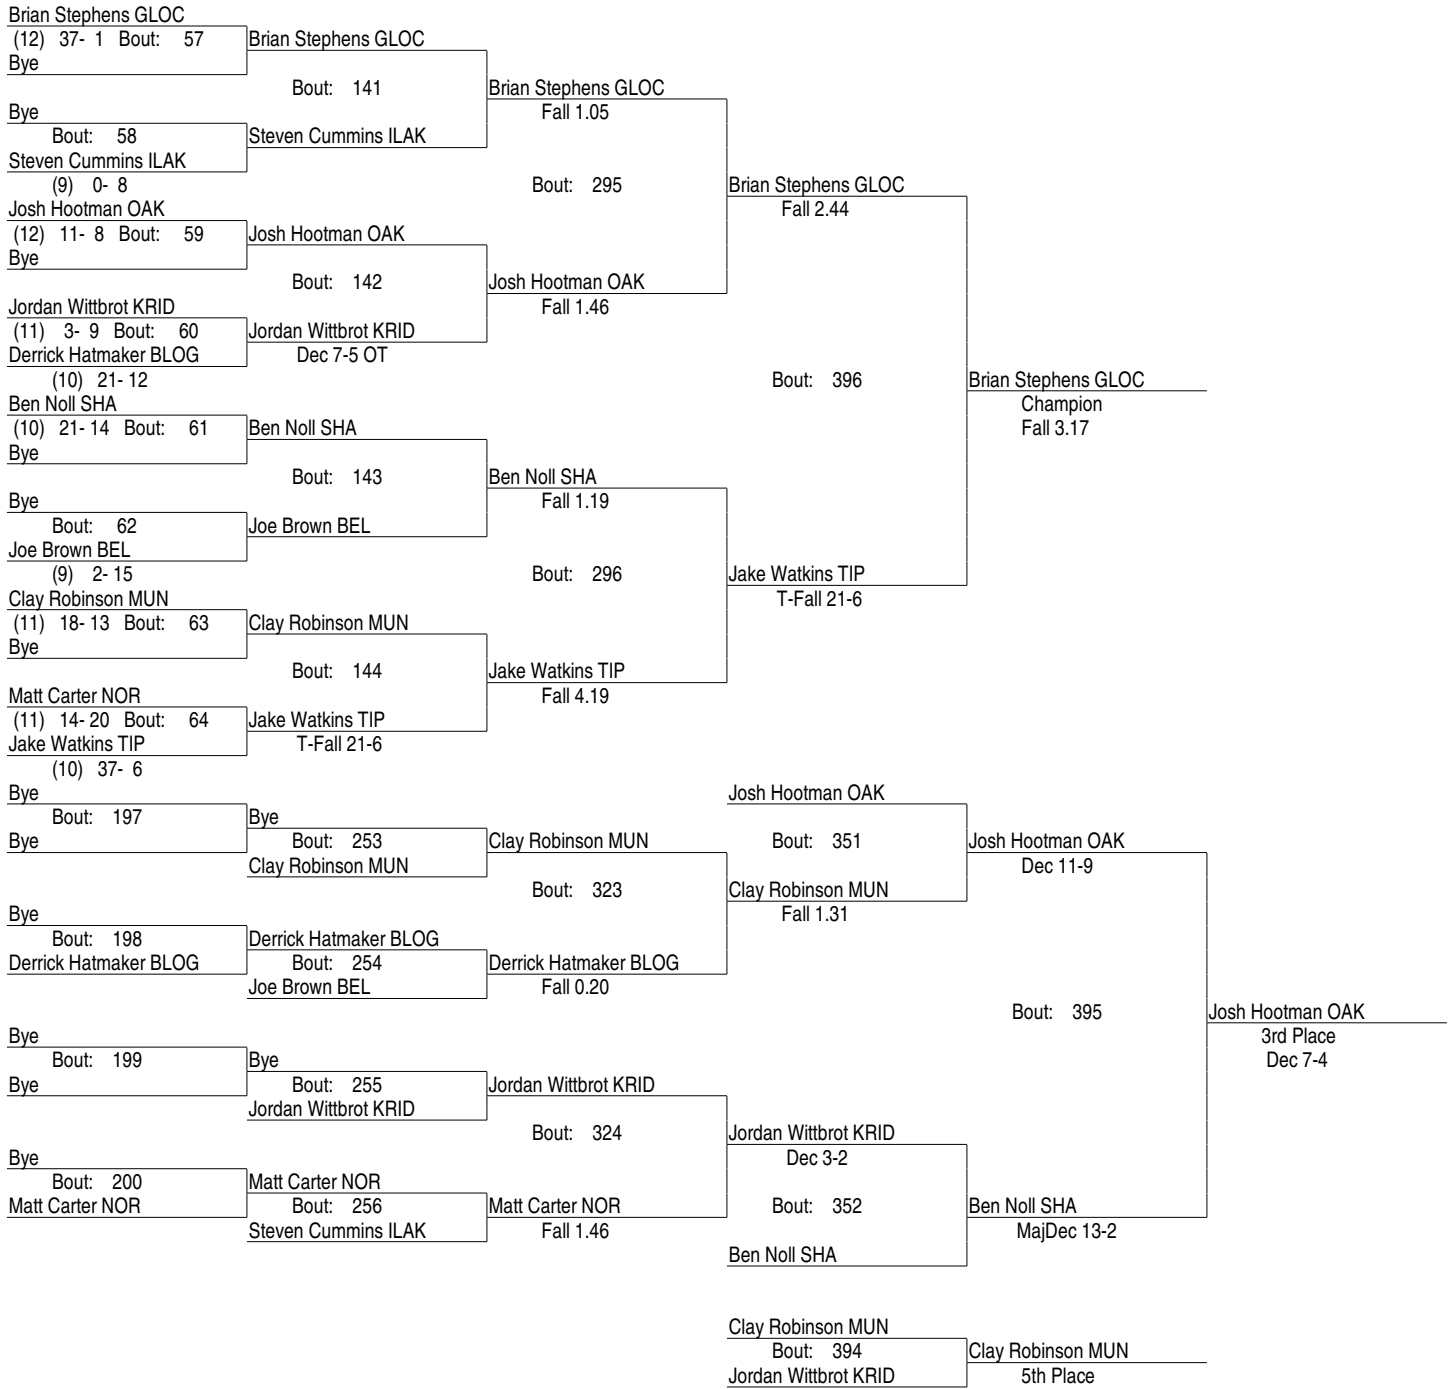 Brian Stephens GLOC
(12) 37- 1 Bout: 57 Brian Stephens GLOC
Bye
Bout: 141 Brian Stephens GLOC
Bye Fall 1.05
Bout: 58 Steven Cummins ILAK
Steven Cummins ILAK
(9) 0- 8 Bout: 295 Brian Stephens GLOC
Josh Hootman OAK Fall 2.44
(12) 11- 8 Bout: 59 Josh Hootman OAK
Bye
Bout: 142 Josh Hootman OAK
Jordan Wittbrot KRID Fall 1.46
(11) 3- 9 Bout: 60 Jordan Wittbrot KRID
Derrick Hatmaker BLOG Dec 7-5 OT
(10) 21- 12 Bout: 396 Brian Stephens GLOC
Ben Noll SHA Champion
(10) 21- 14 Bout: 61 Ben Noll SHA Fall 3.17
Bye
Bout: 143 Ben Noll SHA
Bye Fall 1.19
Bout: 62 Joe Brown BEL
Joe Brown BEL
(9) 2- 15 Bout: 296 Jake Watkins TIP
Clay Robinson MUN T-Fall 21-6
(11) 18- 13 Bout: 63 Clay Robinson MUN
Bye
Bout: 144 Jake Watkins TIP
Matt Carter NOR Fall 4.19
(11) 14- 20 Bout: 64 Jake Watkins TIP
Jake Watkins TIP T-Fall 21-6
(10) 37- 6
Bye Josh Hootman OAK
Bout: 197 Bye
Bye Bout: 253 Clay Robinson MUN Bout: 351 Josh Hootman OAK
Clay Robinson MUN Dec 11-9
Bout: 323 Clay Robinson MUN
Bye Fall 1.31
Bout: 198 Derrick Hatmaker BLOG
Derrick Hatmaker BLOG Bout: 254 Derrick Hatmaker BLOG
Joe Brown BEL Fall 0.20
Bout: 395 Josh Hootman OAK
Bye 3rd Place
Bout: 199 Bye Dec 7-4
Bye Bout: 255 Jordan Wittbrot KRID
Jordan Wittbrot KRID
Bout: 324 Jordan Wittbrot KRID
Bye Dec 3-2
Bout: 200 Matt Carter NOR
Matt Carter NOR Bout: 256 Matt Carter NOR Bout: 352 Ben Noll SHA
Steven Cummins ILAK Fall 1.46 MajDec 13-2
Ben Noll SHA
Clay Robinson MUN
Bout: 394 Clay Robinson MUN
Jordan Wittbrot KRID 5th Place